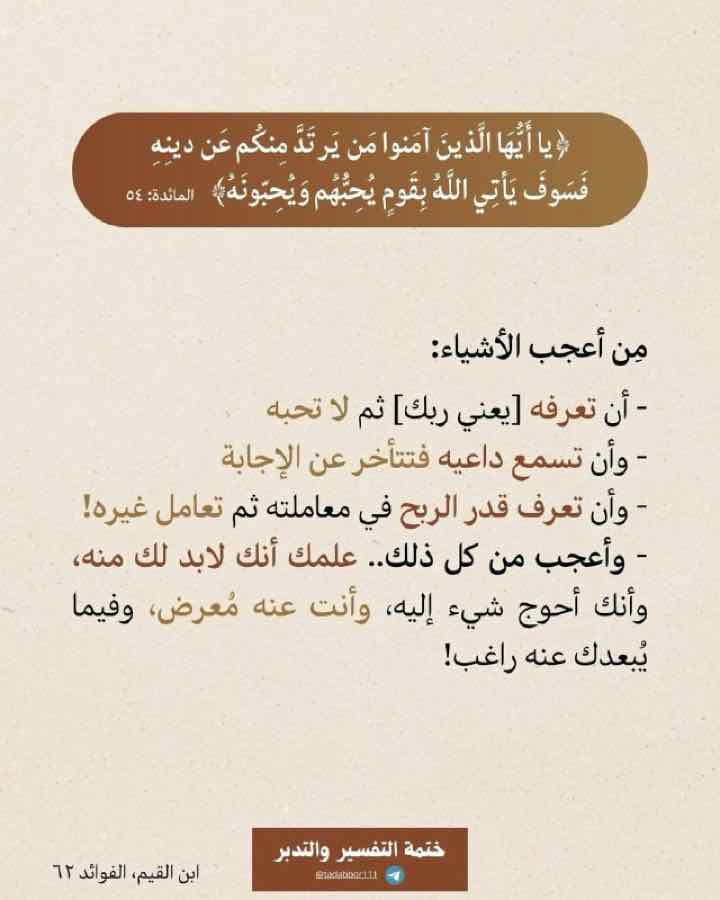 ﴿يا أَيُّهَا الَّذينَ آمَنوا مَن يَرتَدَّ مِنكُم عَن دينِهِ
فَسَوفَ يَأتِي اللَّهُ بِقَومٍ يُحِبُّهُم وَيُحِبّونَهُ﴾ المائدة: ٥٤
مِن أعجب الأشياء:
- أن تعرفه [يعني ربك] ثم لا تحبه
- وأن تسمع داعيه فتتأخر عن الإجابة
- وأن تعرف قدر الربح في معاملته ثم تعامل غيره!
- وأعجب من كل ذلك.. علمك أنك لابد لك منه،
وأنك أحوج شيء إليه، وأنت عنه مُعرض، وفيما
يُبعدك عنه راغب!
ختمة التفسير والتدبر
@tadabbor111
ابن القيم، الفوائد ٦٢